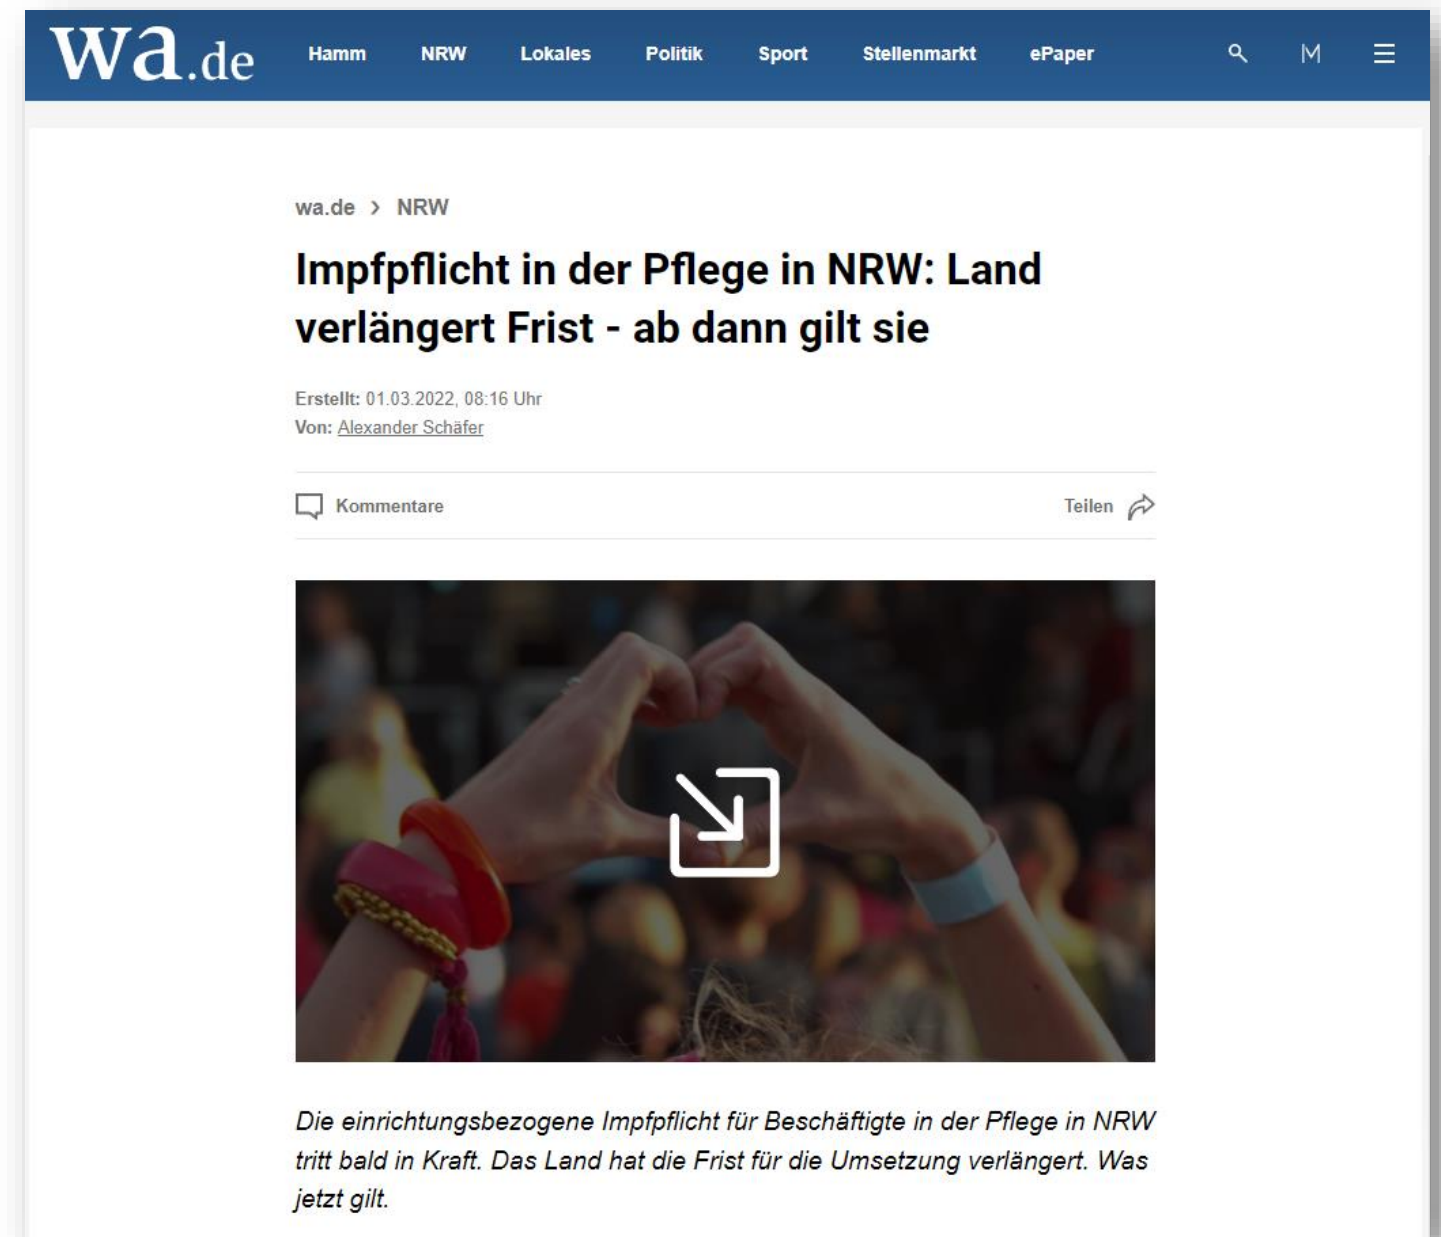 wa.de
Hamm NRW Lokales Politik Sport Stellenmarkt ePaper
wa.de > NRW
Impfpflicht in der Pflege in NRW: Land
verlängert Frist - ab dann gilt sie
Erstellt: 01.03.2022, 08:16 Uhr
Von: Alexander Schäfer
Kommentare
Teilen
Die einrichtungsbezogene Impfpflicht für Beschäftigte in der Pflege in NRW
tritt bald in Kraft. Das Land hat die Frist für die Umsetzung verlängert. Was
jetzt gilt.